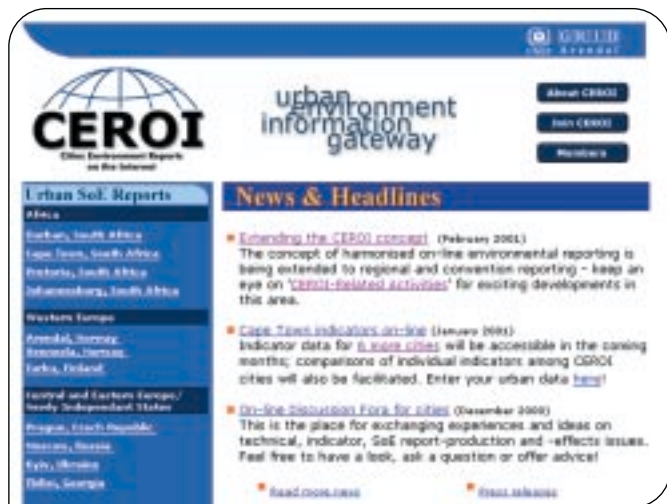 GRID
Arendal
CEROI
Cities Environment Reports
on the Internet
urban
environment
information
gateway
About CEROI
Join CEROI
Members
Urban SoE Reports
Africa
Durban, South Africa
Cape Town, South Africa
Pretoria, South Africa
Johannesburg, South Africa
Western Europe
Arendal, Norway
Norway
Turku, Finland
Central and Eastern Europe/
Newly Independent States
Prague, Czech Republic
Moscow, Russia
Kyiv, Ukraine
Tbilisi, Georgia
News & Headlines
Extending the CEROI concept (February 2001)
The concept of harmonised on-line environmental reporting is
being extended to regional and convention reporting - keep an
eye on 'CEROI-Related activities' for exciting developments in
this area.
Cape Town indicators on-line (January 2001)
Indicator data for 6 more cities will be accessible in the coming
months; comparisons of individual indicators among CEROI
cities will also be facilitated. Enter your urban data here!
On-line Discussion Fora for cities (December 2000)
This is the place for exchanging experiences and ideas on
technical, indicator, SoE report-production and -effects issues.
Feel free to have a look, ask a question or offer advice!
Read more news
Press releases